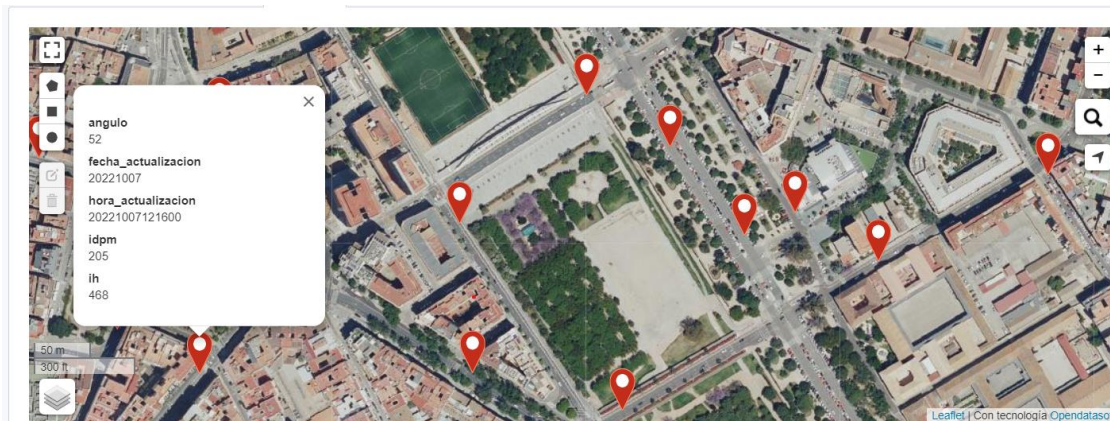 angulo
52
fecha_actualizacion
20221007
hora_actualizacion
20221007121600
idpm
205
ih
468
50 m
300 ft
Leaflet | Con tecnología Opendataso